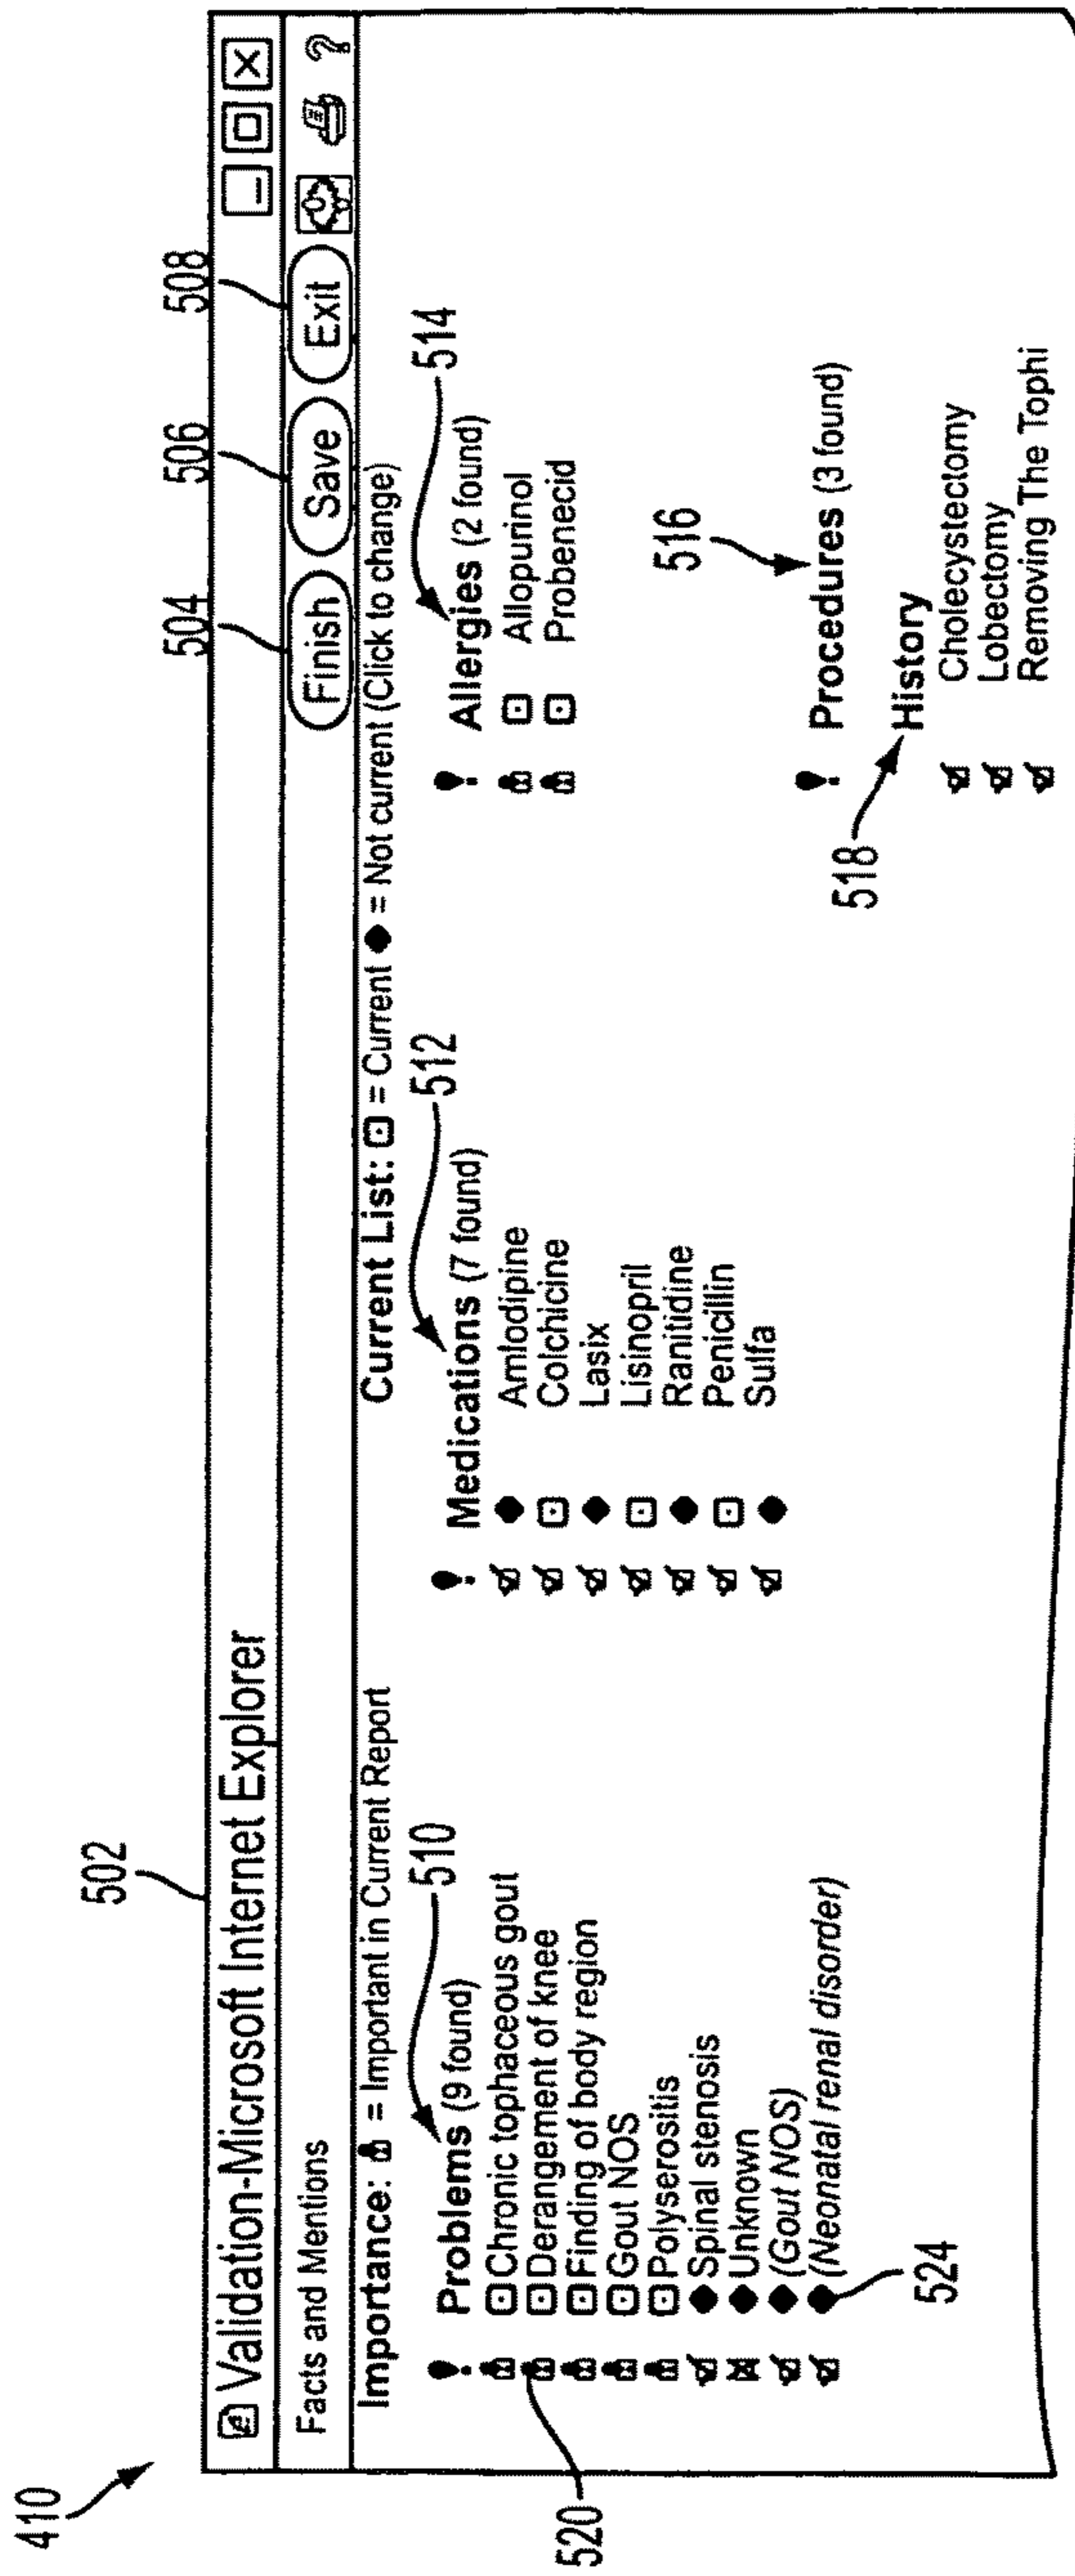 410
502
504
506
508
Validation-Microsoft Internet Explorer
Facts and Mentions
Finish
Save
Exit
?
Importance: = Important in Current Report
Current List: = Current ◆ = Not current (Click to change)
510
512
514
Problems (9 found)
Chronic tophaceous gout
Derangement of knee
Finding of body region
Gout NOS
Polyserositis
Spinal stenosis
Unknown
(Gout NOS)
(Neonatal renal disorder)
520
524
Medications (7 found)
Amlodipine
Colchicine
Lasix
Lisinopril
Ranitidine
Penicillin
Sulfa
Allergies (2 found)
Allopurinol
Probenecid
516
Procedures (3 found)
518
History
Cholecystectomy
Lobectomy
Removing The Tophi